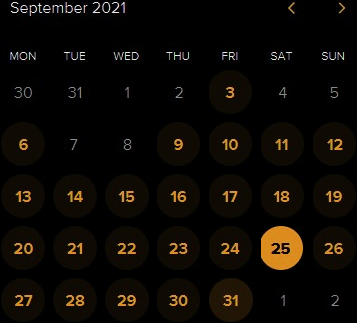 September 2021 < >
MON TUE WED THU FRI SAT SUN
30 31 1 2 3 4 5
6 7 8 9 10 11 12
13 14 15 16 17 18 19
20 21 22 23 24 25 26
27 28 29 30 31 1 2